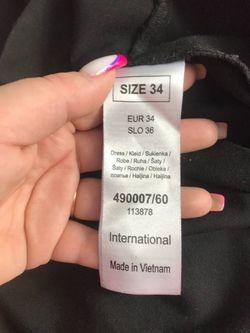 SIZE 34
EUR 34
SLO 36
Dress / Kleid / Sukienka /
Robe / Ruha / Šaty /
Šaty / Rochie / Obleka /
платье / Haljina / Haljina
490007/60
113878
International
Made in Vietnam